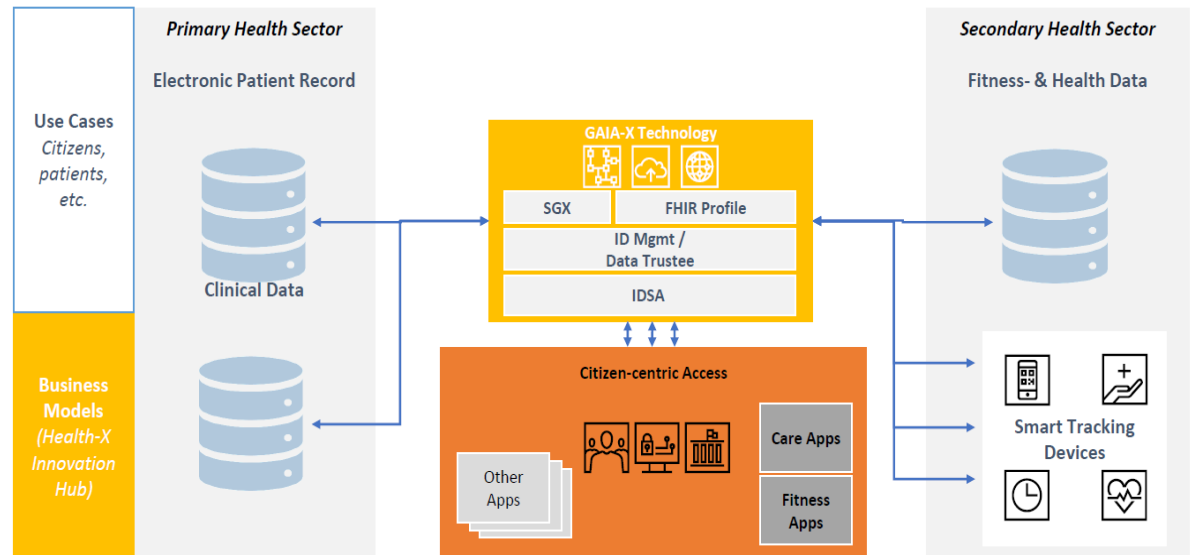 Use Cases
Citizens,
patients,
etc.
Business
Models
(Health-X
Innovation
Hub)
Primary Health Sector
Electronic Patient Record
Clinical Data
GAIA-X Technology
SGX
FHIR Profile
ID Mgmt /
Data Trustee
IDSA
Citizen-centric Access
Other
Apps
Care Apps
Fitness
Apps
Secondary Health Sector
Fitness- & Health Data
Smart Tracking
Devices